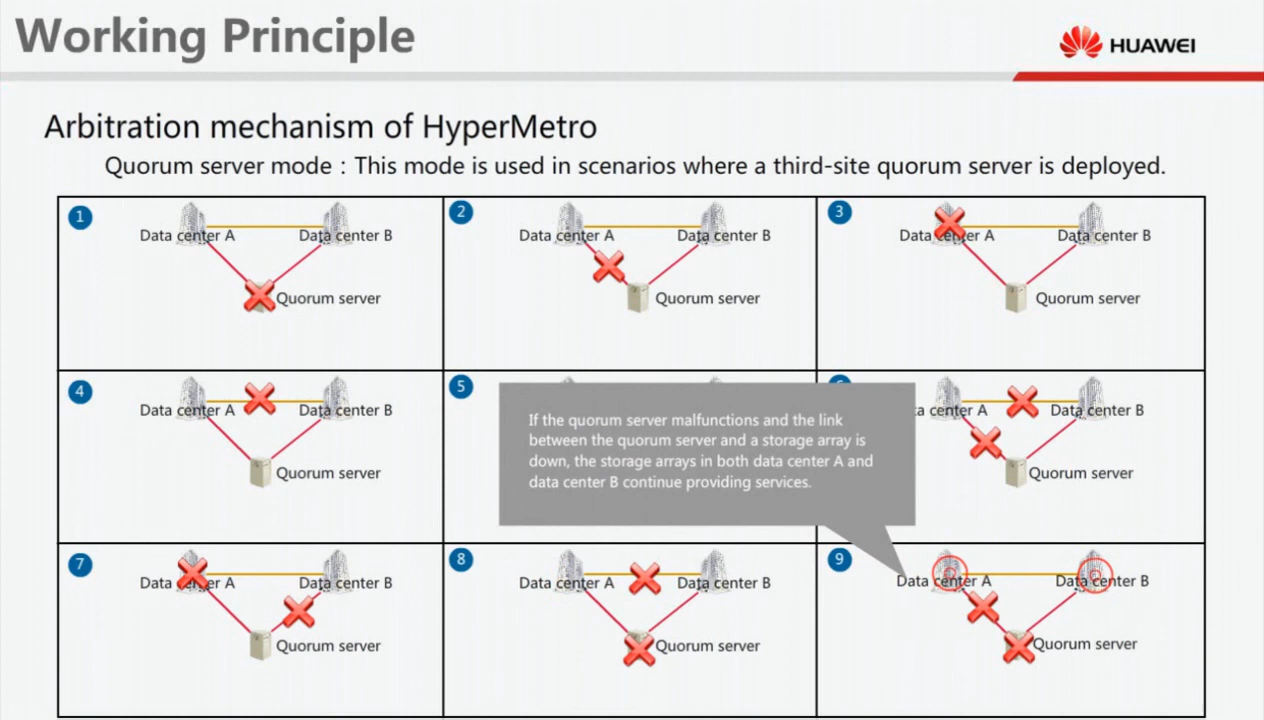 Working Principle
HUAWEI
Arbitration mechanism of HyperMetro
Quorum server mode : This mode is used in scenarios where a third-site quorum server is deployed.
1
Data center A
Data center B
Quorum server
2
Data center A
Data center B
Quorum server
3
Data center A
Data center B
Quorum server
4
Data center A
Data center B
Quorum server
5
If the quorum server malfunctions and the link
between the quorum server and a storage array is
down, the storage arrays in both data center A and
data center B continue providing services.
center A
Data center B
Quorum server
7
Data center A
Data center B
Quorum server
8
Data center A
Data center B
Quorum server
9
Data center A
Data center B
Quorum server